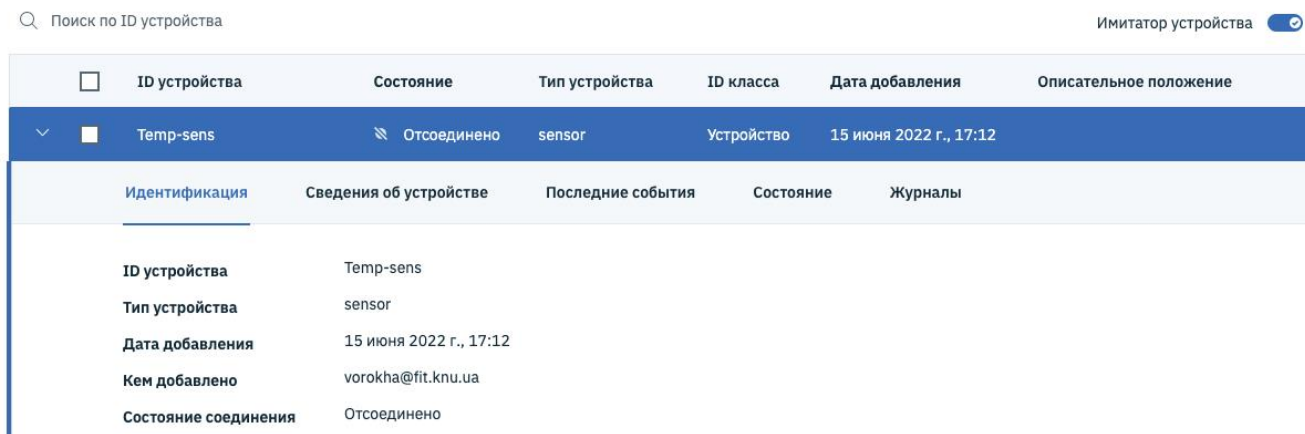 Поиск по ID устройства Имитатор устройства
ID устройства Состояние Тип устройства ID класса Дата добавления Описательное положение
Temp-sens Отсоединено sensor Устройство 15 июня 2022 г., 17:12
Идентификация Сведения об устройстве Последние события Состояние Журналы
ID устройства Temp-sens
Тип устройства sensor
Дата добавления 15 июня 2022 г., 17:12
Кем добавлено vorokha@fit.knu.ua
Состояние соединения Отсоединено